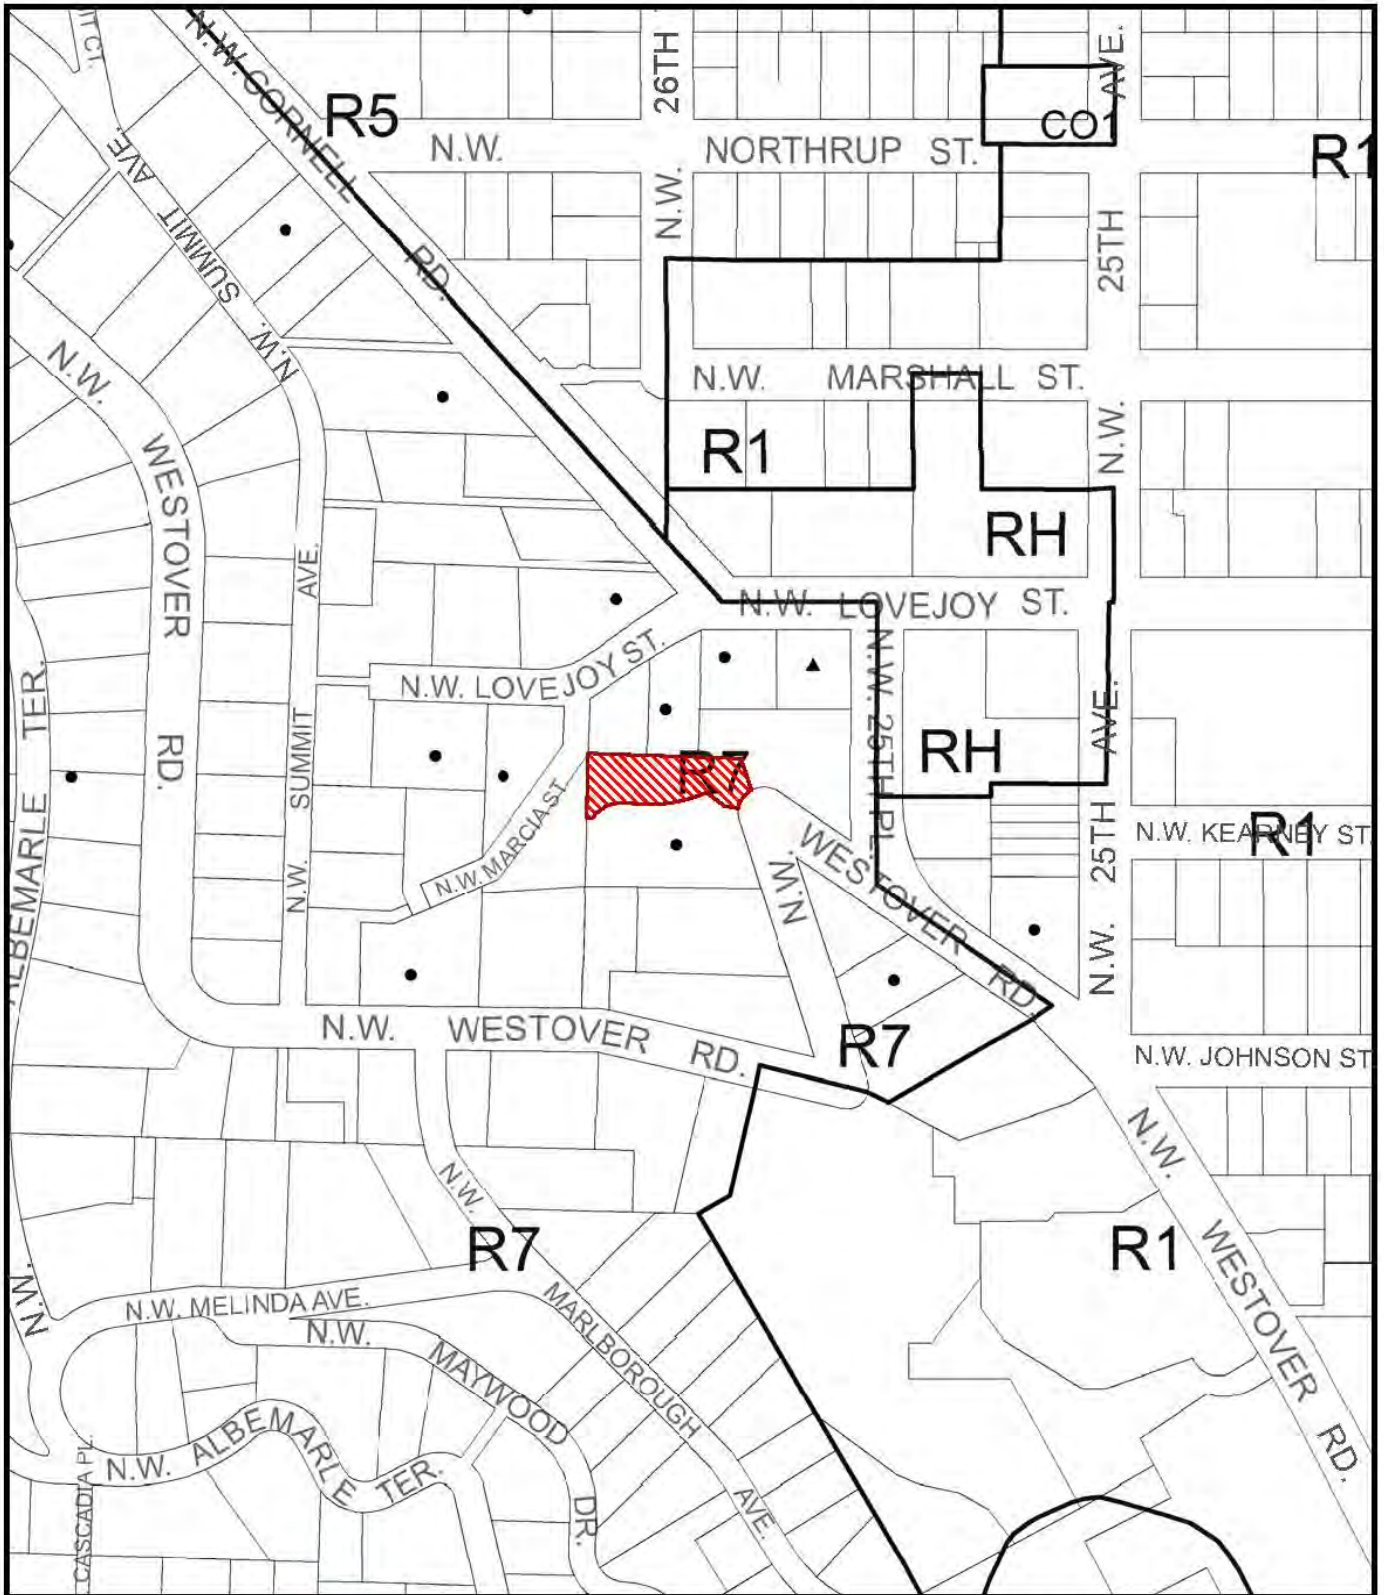 N.W. CORNELL RD.
R5
26TH
N.W.
AVE.
CO1
N.W. NORTHRUP ST.
R1
AVE.
SUMMIT
N.W.
25TH
N.W. MARSHALL ST.
N.W.
R1
RH
N.W. WESTOVER RD.
AVE.
SUMMIT
N.W.
N.W. LOVEJOY ST.
N.W. LOVEJOY ST.
N.W. 25TH PL.
RH
AVE.
25TH
N.W.
R7
N.W. MARCIA ST.
ALBEMARLE TER.
N.W. KEARNEY ST.
R1
N.W. WESTOVER RD.
N.W. WESTOVER RD.
R7
N.W. JOHNSON ST.
N.W. WESTOVER RD.
R1
R7
N.W. MARLBOROUGH AVE.
N.W.
N.W. MELINDA AVE.
N.W. MAYWOOD DR.
N.W. ALBEMARLE TER.
CASCADIA PL.